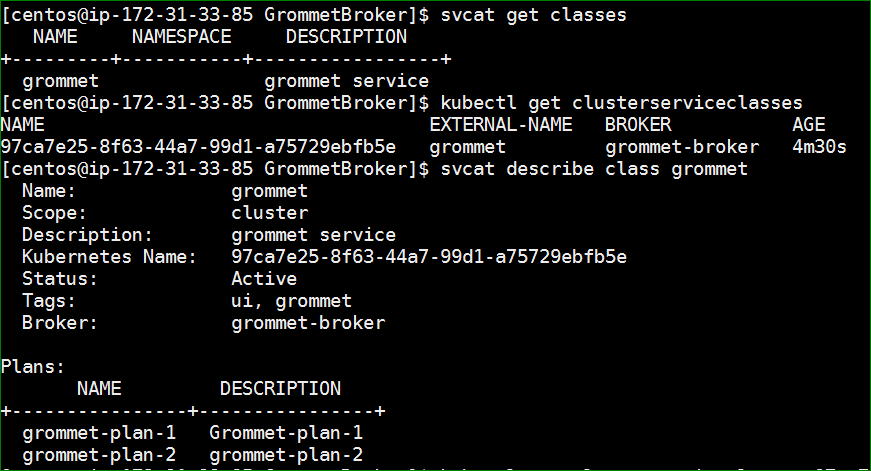 [centos@ip-172-31-33-85 GrommetBroker]$ svcat get classes
NAME NAMESPACE DESCRIPTION
+---------+-----------+----------------+
grommet grommet service
[centos@ip-172-31-33-85 GrommetBroker]$ kubectl get clusterserviceclasses
NAME EXTERNAL-NAME BROKER AGE
97ca7e25-8f63-44a7-99d1-a75729ebfb5e grommet grommet-broker 4m30s
[centos@ip-172-31-33-85 GrommetBroker]$ svcat describe class grommet
Name: grommet
Scope: cluster
Description: grommet service
Kubernetes Name: 97ca7e25-8f63-44a7-99d1-a75729ebfb5e
Status: Active
Tags: ui, grommet
Broker: grommet-broker
Plans:
NAME DESCRIPTION
+----------------+----------------+
grommet-plan-1 Grommet-plan-1
grommet-plan-2 grommet-plan-2